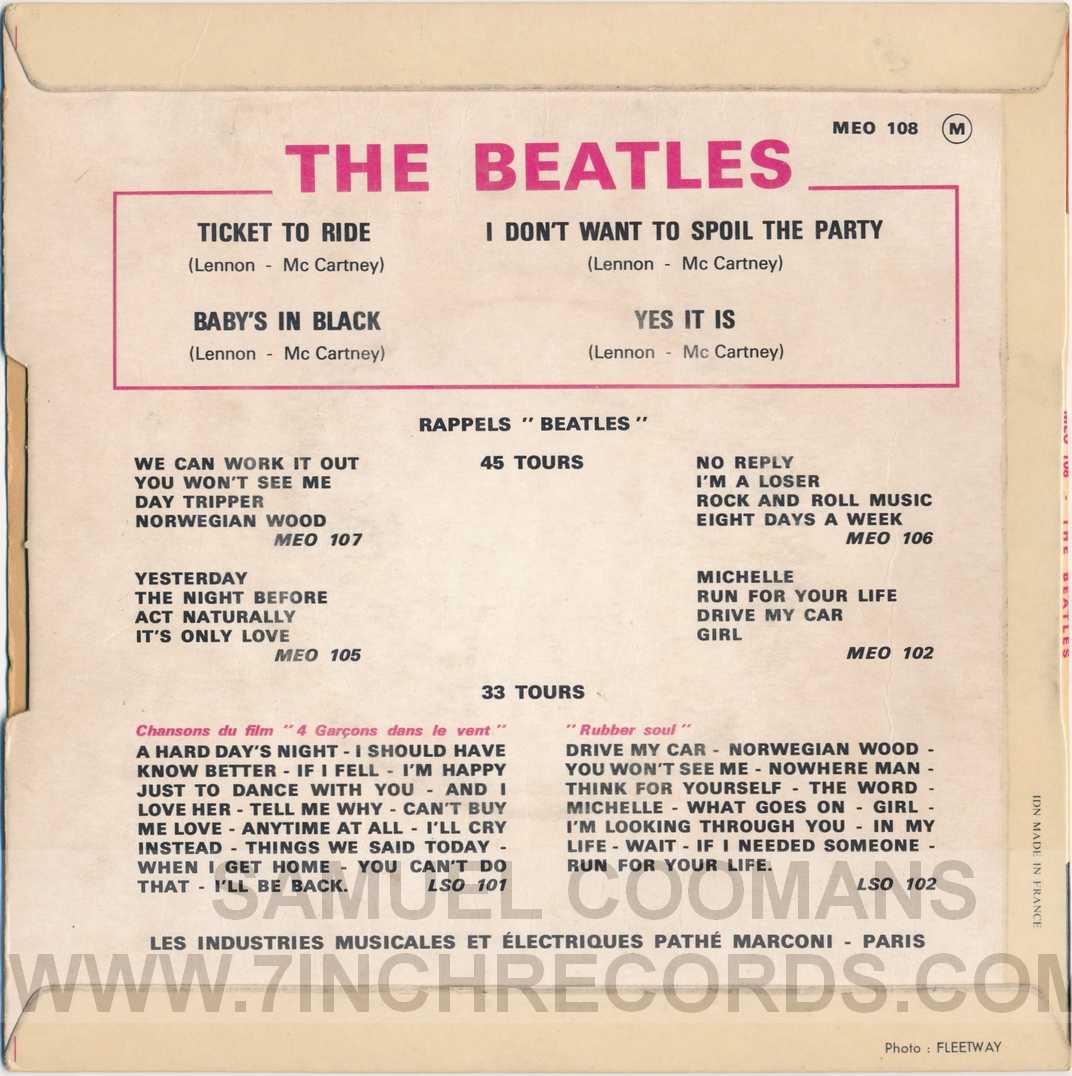 MEO 108 M
THE BEATLES
TICKET TO RIDE
(Lennon - Mc Cartney)
I DON'T WANT TO SPOIL THE PARTY
(Lennon - Mc Cartney)
BABY'S IN BLACK
(Lennon - Mc Cartney)
YES IT IS
(Lennon - Mc Cartney)
RAPPELS "BEATLES"
45 TOURS
WE CAN WORK IT OUT
YOU WON'T SEE ME
DAY TRIPPER
NORWEGIAN WOOD
MEO 107
NO REPLY
I'M A LOSER
ROCK AND ROLL MUSIC
EIGHT DAYS A WEEK
MEO 106
YESTERDAY
THE NIGHT BEFORE
ACT NATURALLY
IT'S ONLY LOVE
MEO 105
MICHELLE
RUN FOR YOUR LIFE
DRIVE MY CAR
GIRL
MEO 102
33 TOURS
Chansons du film "4 Garçons dans le vent"
A HARD DAY'S NIGHT - I SHOULD HAVE
KNOW BETTER - IF I FELL - I'M HAPPY
JUST TO DANCE WITH YOU - AND I
LOVE HER - TELL ME WHY - CAN'T BUY
ME LOVE - ANYTIME AT ALL - I'LL CRY
INSTEAD - THINGS WE SAID TODAY -
WHEN I GET HOME - YOU CAN'T DO
THAT - I'LL BE BACK. LSO 101
"Rubber soul"
DRIVE MY CAR - NORWEGIAN WOOD -
YOU WON'T SEE ME - NOWHERE MAN -
THINK FOR YOURSELF - THE WORD -
MICHELLE - WHAT GOES ON - GIRL -
I'M LOOKING THROUGH YOU - IN MY
LIFE - WAIT - IF I NEEDED SOMEONE -
RUN FOR YOUR LIFE.
LSO 102
LES INDUSTRIES MUSICALES ET ÉLECTRIQUES PATHÉ MARCONI - PARIS
IDN MADE IN FRANCE
MEO 108 - THE BEATLES
Photo : FLEETWAY
SAMUEL COOMANS
WWW.7INCHRECORDS.COM